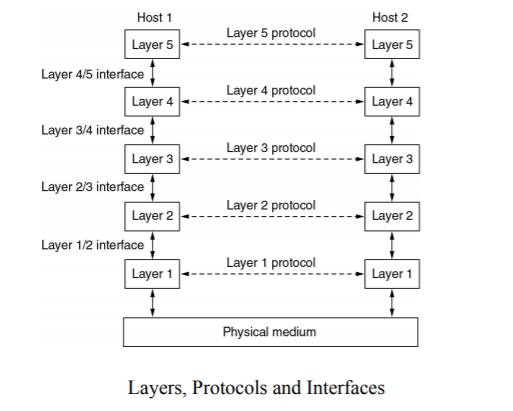 Host 1
Host 2
Layer 5 protocol
Layer 5
Layer 5
Layer 4/5 interface
Layer 4 protocol
Layer 4
Layer 4
Layer 3/4 interface
Layer 3 protocol
Layer 3
Layer 3
Layer 2/3 interface
Layer 2 protocol
Layer 2
Layer 2
Layer 1/2 interface
Layer 1 protocol
Layer 1
Layer 1
Physical medium
Layers, Protocols and Interfaces